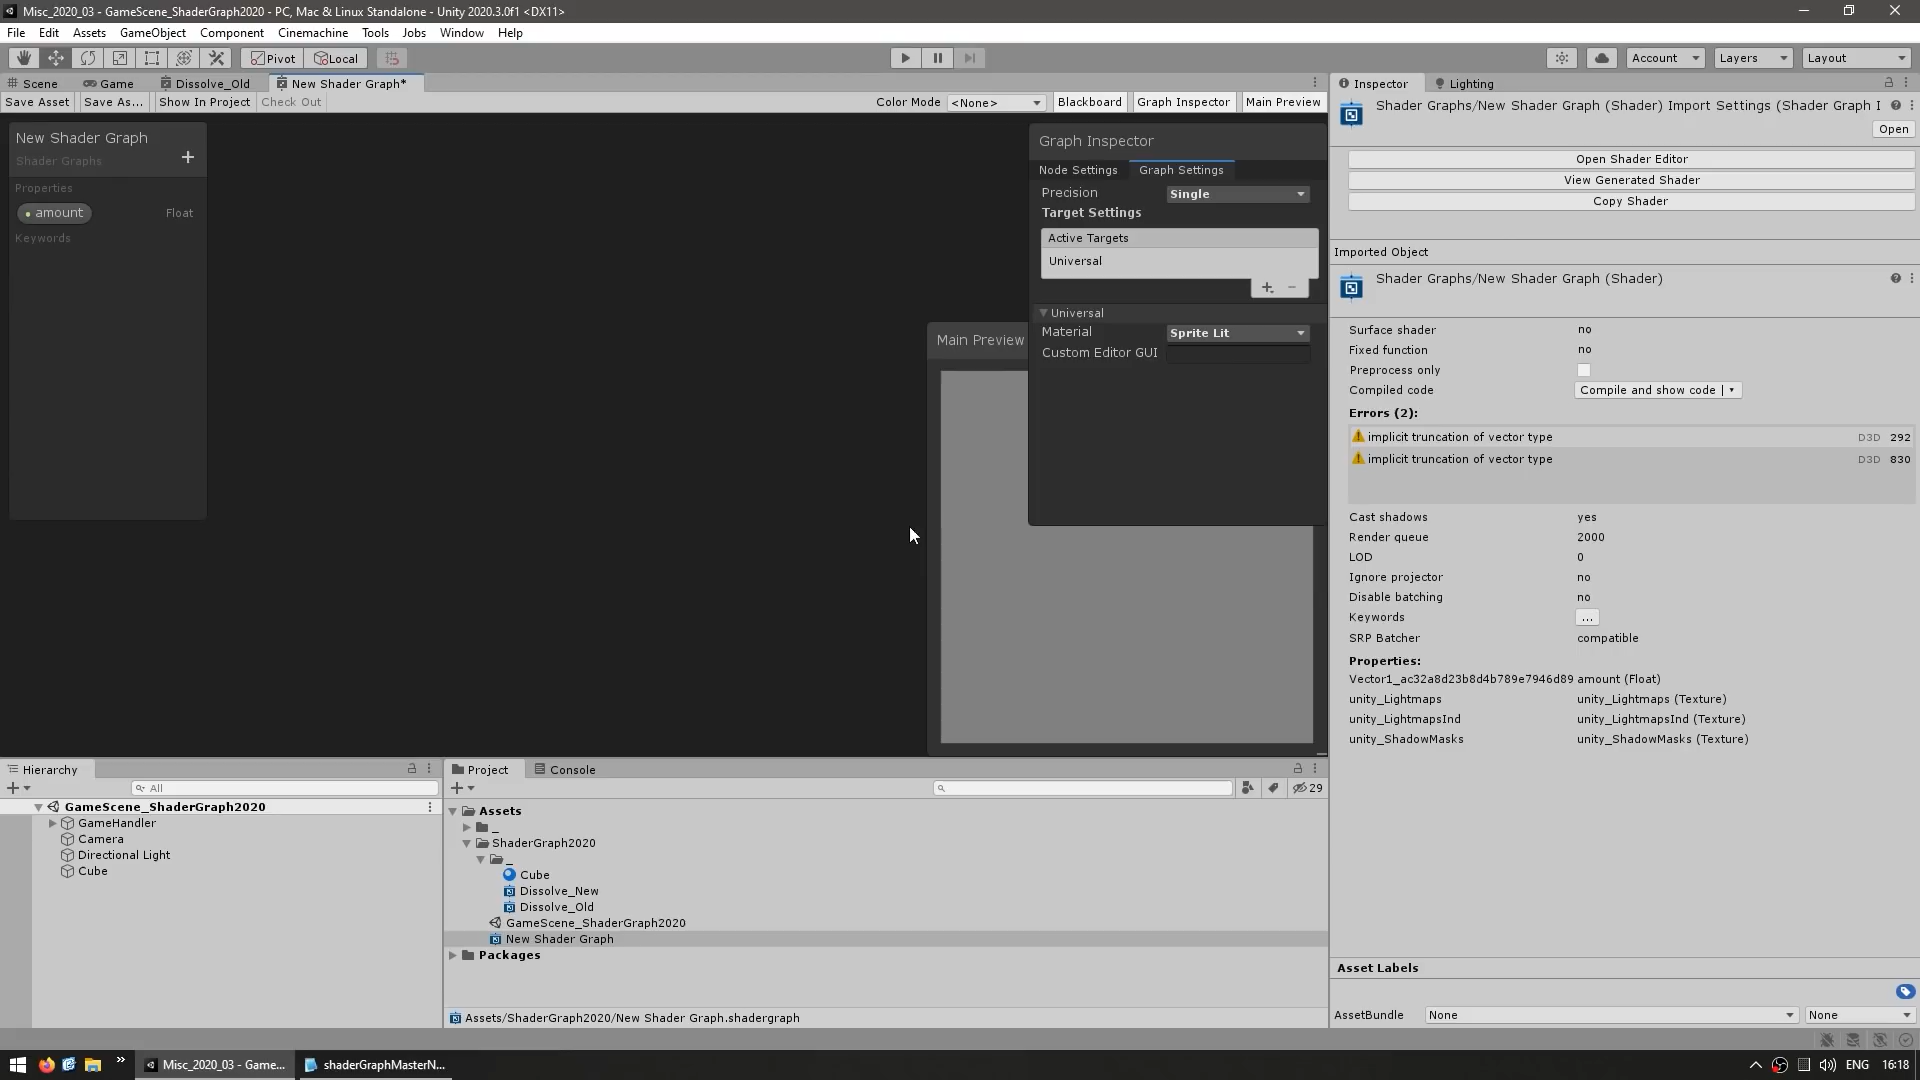 Misc_2020_03 - GameScene_ShaderGraph2020 - PC, Mac & Linux Standalone - Unity 2020.3.0f1 <DX11>
File Edit Assets GameObject Component Cinemachine Tools Jobs Window Help
Pivot Local Account Layers Layout
Scene Game Dissolve_Old New Shader Graph*
Save Asset Save As... Show In Project Check Out Color Mode <None> Blackboard Graph Inspector Main Preview
New Shader Graph
Shader Graphs
Properties
amount Float
Keywords
Main Preview
Graph Inspector
Node Settings Graph Settings
Precision Single
Target Settings
Active Targets
Universal
Universal
Material Sprite Lit
Custom Editor GUI
Inspector Lighting
Shader Graphs/New Shader Graph (Shader) Import Settings (Shader Graph I
Open
Open Shader Editor
View Generated Shader
Copy Shader
Imported Object
Shader Graphs/New Shader Graph (Shader)
Surface shader no
Fixed function no
Preprocess only
Compiled code Compile and show code |
Errors (2):
implicit truncation of vector type D3D 292
implicit truncation of vector type D3D 830
Cast shadows yes
Render queue 2000
LOD 0
Ignore projector no
Disable batching no
Keywords ...
SRP Batcher compatible
Properties:
Vector1_ac32a8d23b8d4b789e7946d89 amount (Float)
unity_Lightmaps unity_Lightmaps (Texture)
unity_LightmapsInd unity_LightmapsInd (Texture)
unity_ShadowMasks unity_ShadowMasks (Texture)
Asset Labels
AssetBundle None None
Hierarchy
All
GameScene_ShaderGraph2020
GameHandler
Camera
Directional Light
Cube
Project Console
29
Assets
_
ShaderGraph2020
_
Cube
Dissolve_New
Dissolve_Old
GameScene_ShaderGraph2020
New Shader Graph
Packages
Assets/ShaderGraph2020/New Shader Graph.shadergraph
Misc_2020_03 - Game... shaderGraphMasterN... ENG 16:18